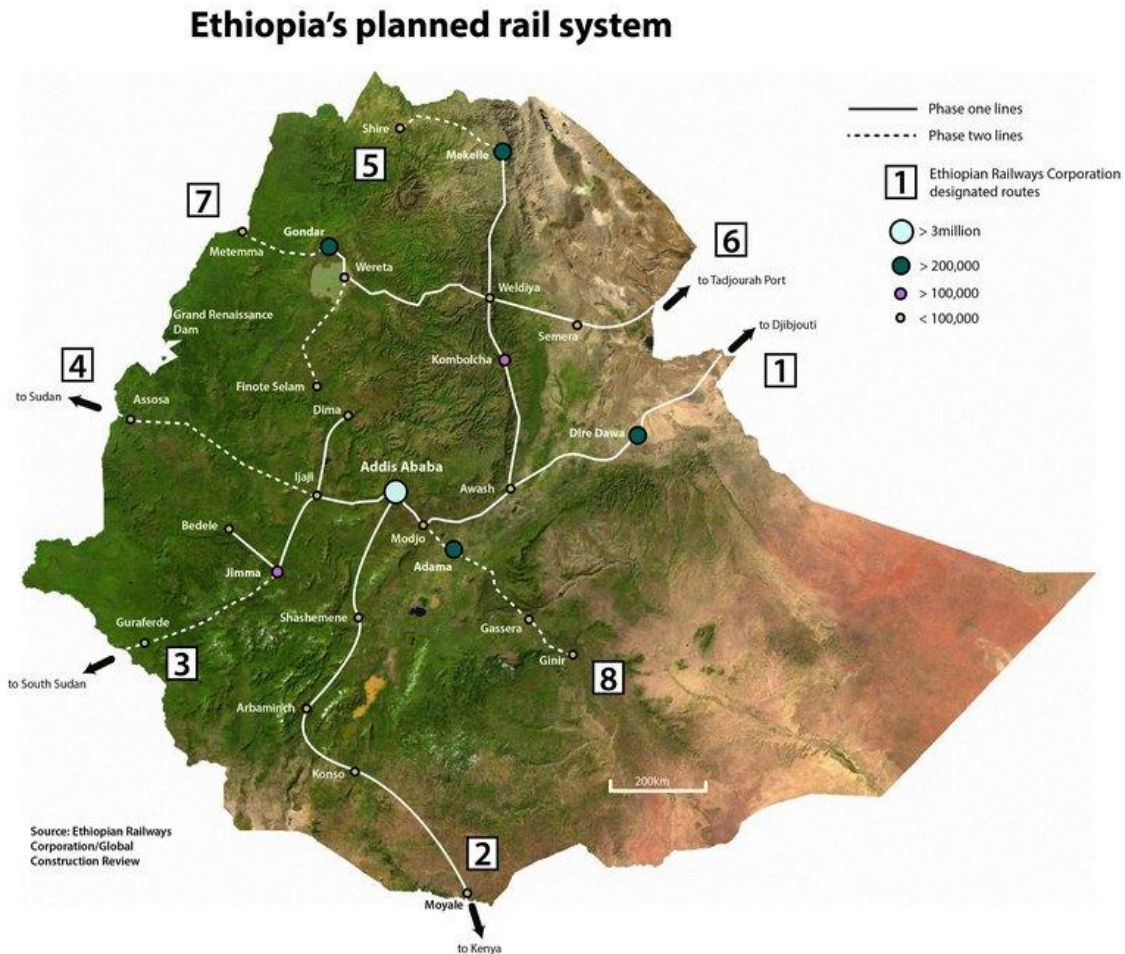 Ethiopia's planned rail system
Phase one lines
Phase two lines
1
Ethiopian Railways Corporation
designated routes
> 3million
> 200,000
> 100,000
< 100,000
Shire
5
Mekelle
7
Metemma
Gondar
Wereta
6
to Tadjourah Port
Weldiya
Semera
Grand Renaissance
Dam
to Djibjouti
1
Kombolcha
4
to Sudan
Assosa
Finote Selam
Dima
Dire Dawa
Addis Ababa
Ijaji
Awash
Bedele
Modjo
Adama
Jimma
Shashemene
Gassera
Guraferde
3
to South Sudan
Ginir
8
Arbaminch
Konso
200km
Source: Ethiopian Railways
Corporation/Global
Construction Review
2
Moyale
to Kenya